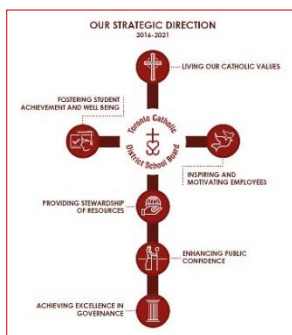 OUR STRATEGIC DIRECTION
2016-2021
LIVING OUR CATHOLIC VALUES
FOSTERING STUDENT
ACHIEVEMENT AND WELL BEING
Toronto Catholic
District School Board
INSPIRING AND
MOTIVATING EMPLOYEES
PROVIDING STEWARDSHIP
OF RESOURCES
ENHANCING PUBLIC
CONFIDENCE
ACHIEVING EXCELLENCE IN
GOVERNANCE